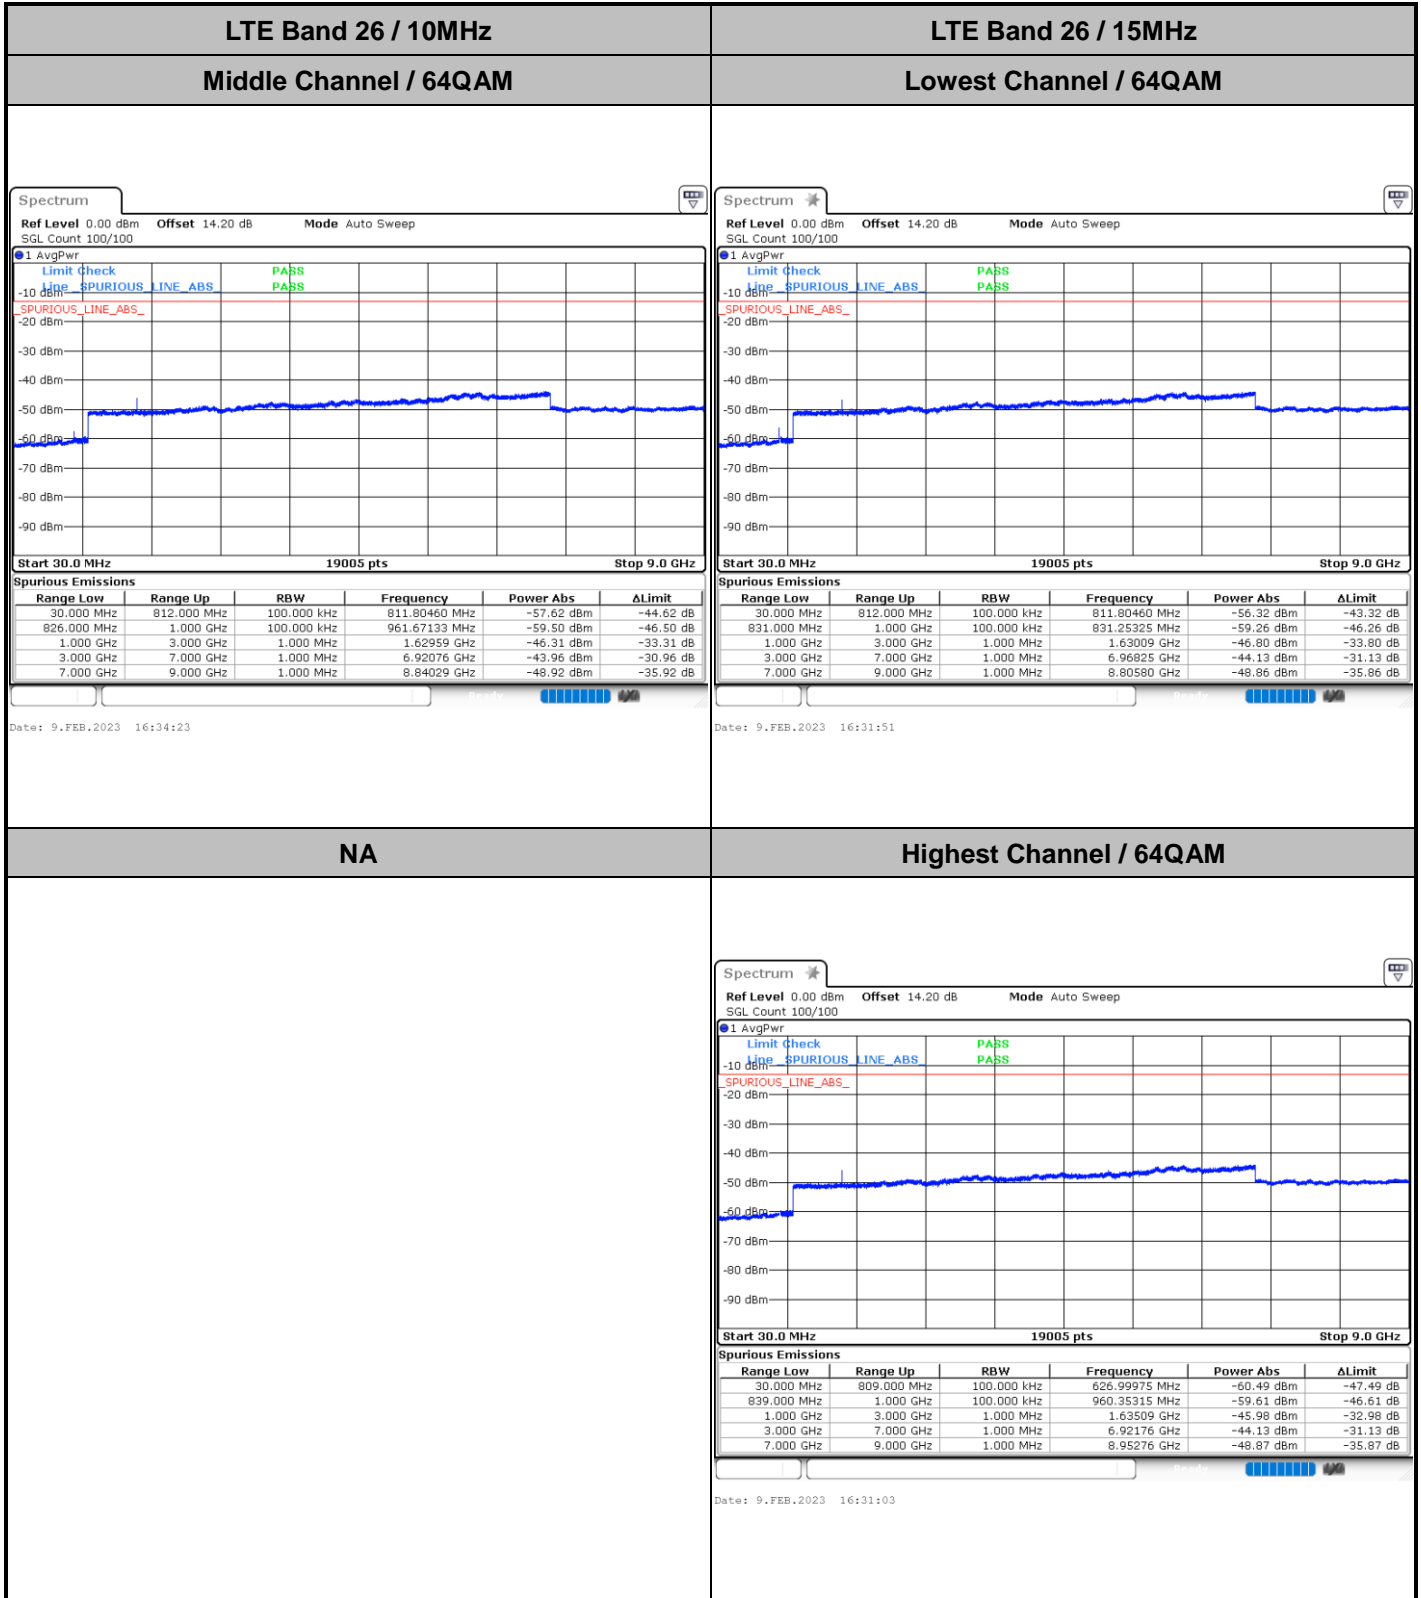 LTE Band 26 / 10MHz
LTE Band 26 / 15MHz
Middle Channel / 64QAM
Lowest Channel / 64QAM
Spectrum
Ref Level 0.00 dBm Offset 14.20 dB Mode Auto Sweep
SGL Count 100/100
1 AvgPwr
Limit Check PASS
Line _SPURIOUS_LINE_ABS_ PASS
-10 dBm
_SPURIOUS_LINE_ABS_
-20 dBm
-30 dBm
-40 dBm
-50 dBm
-60 dBm
-70 dBm
-80 dBm
-90 dBm
Start 30.0 MHz 19005 pts Stop 9.0 GHz
Spurious Emissions
Range Low Range Up RBW Frequency Power Abs ΔLimit
30.000 MHz 812.000 MHz 100.000 kHz 811.80460 MHz -57.62 dBm -44.62 dB
826.000 MHz 1.000 GHz 100.000 kHz 961.67133 MHz -59.50 dBm -46.50 dB
1.000 GHz 3.000 GHz 1.000 MHz 1.62959 GHz -46.31 dBm -33.31 dB
3.000 GHz 7.000 GHz 1.000 MHz 6.92076 GHz -43.96 dBm -30.96 dB
7.000 GHz 9.000 GHz 1.000 MHz 8.84029 GHz -48.92 dBm -35.92 dB
Date: 9.FEB.2023 16:34:23
Spectrum
Ref Level 0.00 dBm Offset 14.20 dB Mode Auto Sweep
SGL Count 100/100
1 AvgPwr
Limit Check PASS
Line _SPURIOUS_LINE_ABS_ PASS
-10 dBm
_SPURIOUS_LINE_ABS_
-20 dBm
-30 dBm
-40 dBm
-50 dBm
-60 dBm
-70 dBm
-80 dBm
-90 dBm
Start 30.0 MHz 19005 pts Stop 9.0 GHz
Spurious Emissions
Range Low Range Up RBW Frequency Power Abs ΔLimit
30.000 MHz 812.000 MHz 100.000 kHz 811.80460 MHz -56.32 dBm -43.32 dB
831.000 MHz 1.000 GHz 100.000 kHz 831.25325 MHz -59.26 dBm -46.26 dB
1.000 GHz 3.000 GHz 1.000 MHz 1.63009 GHz -46.80 dBm -33.80 dB
3.000 GHz 7.000 GHz 1.000 MHz 6.96825 GHz -44.13 dBm -31.13 dB
7.000 GHz 9.000 GHz 1.000 MHz 8.80580 GHz -48.86 dBm -35.86 dB
Date: 9.FEB.2023 16:31:51
NA
Highest Channel / 64QAM
Spectrum
Ref Level 0.00 dBm Offset 14.20 dB Mode Auto Sweep
SGL Count 100/100
1 AvgPwr
Limit Check PASS
Line _SPURIOUS_LINE_ABS_ PASS
-10 dBm
_SPURIOUS_LINE_ABS_
-20 dBm
-30 dBm
-40 dBm
-50 dBm
-60 dBm
-70 dBm
-80 dBm
-90 dBm
Start 30.0 MHz 19005 pts Stop 9.0 GHz
Spurious Emissions
Range Low Range Up RBW Frequency Power Abs ΔLimit
30.000 MHz 809.000 MHz 100.000 kHz 626.99975 MHz -60.49 dBm -47.49 dB
839.000 MHz 1.000 GHz 100.000 kHz 960.35315 MHz -59.61 dBm -46.61 dB
1.000 GHz 3.000 GHz 1.000 MHz 1.63509 GHz -45.98 dBm -32.98 dB
3.000 GHz 7.000 GHz 1.000 MHz 6.92176 GHz -44.13 dBm -31.13 dB
7.000 GHz 9.000 GHz 1.000 MHz 8.95276 GHz -48.87 dBm -35.87 dB
Date: 9.FEB.2023 16:31:03